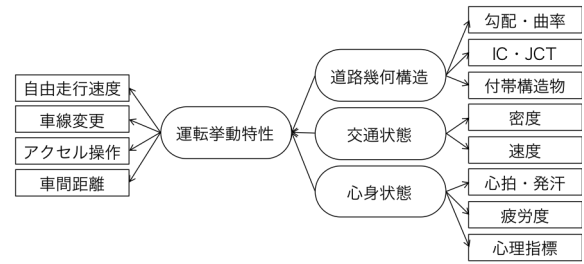 自由走行速度
車線変更
アクセル操作
車間距離
運転挙動特性
道路幾何構造
交通状態
心身状態
勾配・曲率
IC・JCT
付帯構造物
密度
速度
心拍・発汗
疲労度
心理指標